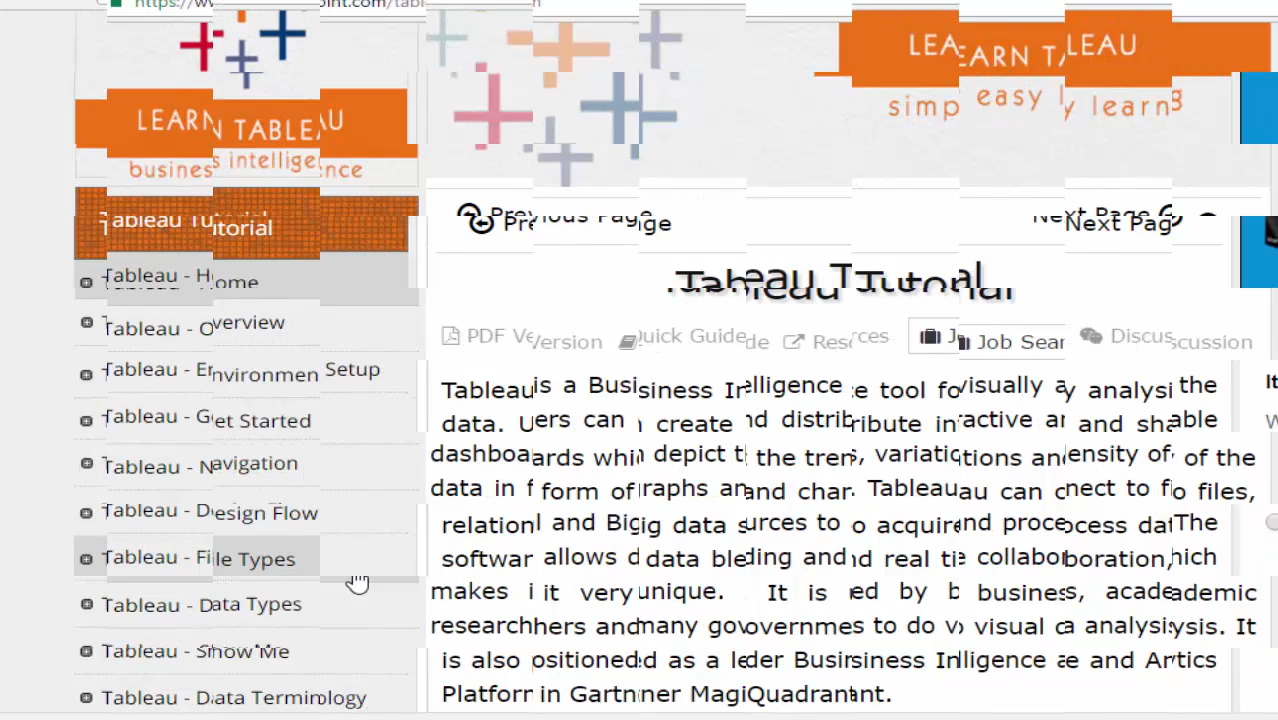 LEARN TABLEAU
business intelligence
simply easy learning
Tableau Tutorial
Tableau - Home
Tableau - Overview
Tableau - Environment Setup
Tableau - Get Started
Tableau - Navigation
Tableau - Design Flow
Tableau - File Types
Tableau - Data Types
Tableau - Show Me
Tableau - Data Terminology
Previous Page
Next Page
Tableau Tutorial
PDF Version
Quick Guide
Resources
Job Search
Discussion
Tableau is a Business Intelligence tool for visually analysing the
data. Users can create and distribute interactive and shareable
dashboards which depict the trends, variations and density of the
data in form of graphs and charts. Tableau can connect to files,
relational and Big data sources to acquire and process data. The
software allows data blending and real time collaboration, which
makes it very unique. It is used by businesses, academic
researchers and many governments to do visual data analysis. It
is also positioned as a leader Business Intelligence and Analytics
Platform in Gartner Magic Quadrant.